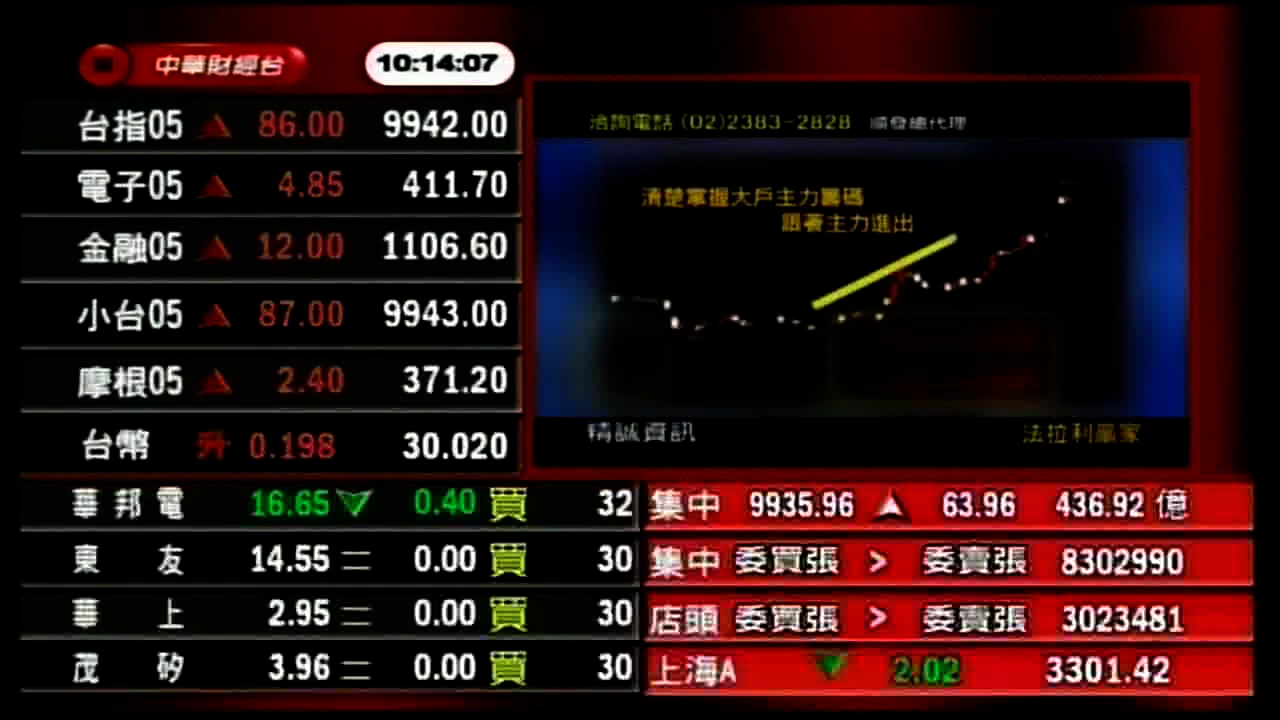 中華財經台 10:14:07
台指05 ▲ 86.00 9942.00
電子05 ▲ 4.85 411.70
金融05 ▲ 12.00 1106.60
小台05 ▲ 87.00 9943.00
摩根05 ▲ 2.40 371.20
台幣 升 0.198 30.020
洽詢電話 (02)2383-2828 順發總代理
清楚掌握大戶主力籌碼
跟著主力進出
精誠資訊 法拉利贏家
華邦電 16.65 ▽ 0.40 買 32
東友 14.55 二 0.00 買 30
華上 2.95 二 0.00 買 30
茂矽 3.96 二 0.00 買 30
集中 9935.96 ▲ 63.96 436.92 億
集中 委買張 > 委賣張 8302990
店頭 委買張 > 委賣張 3023481
上海A ▼ 2.02 3301.42